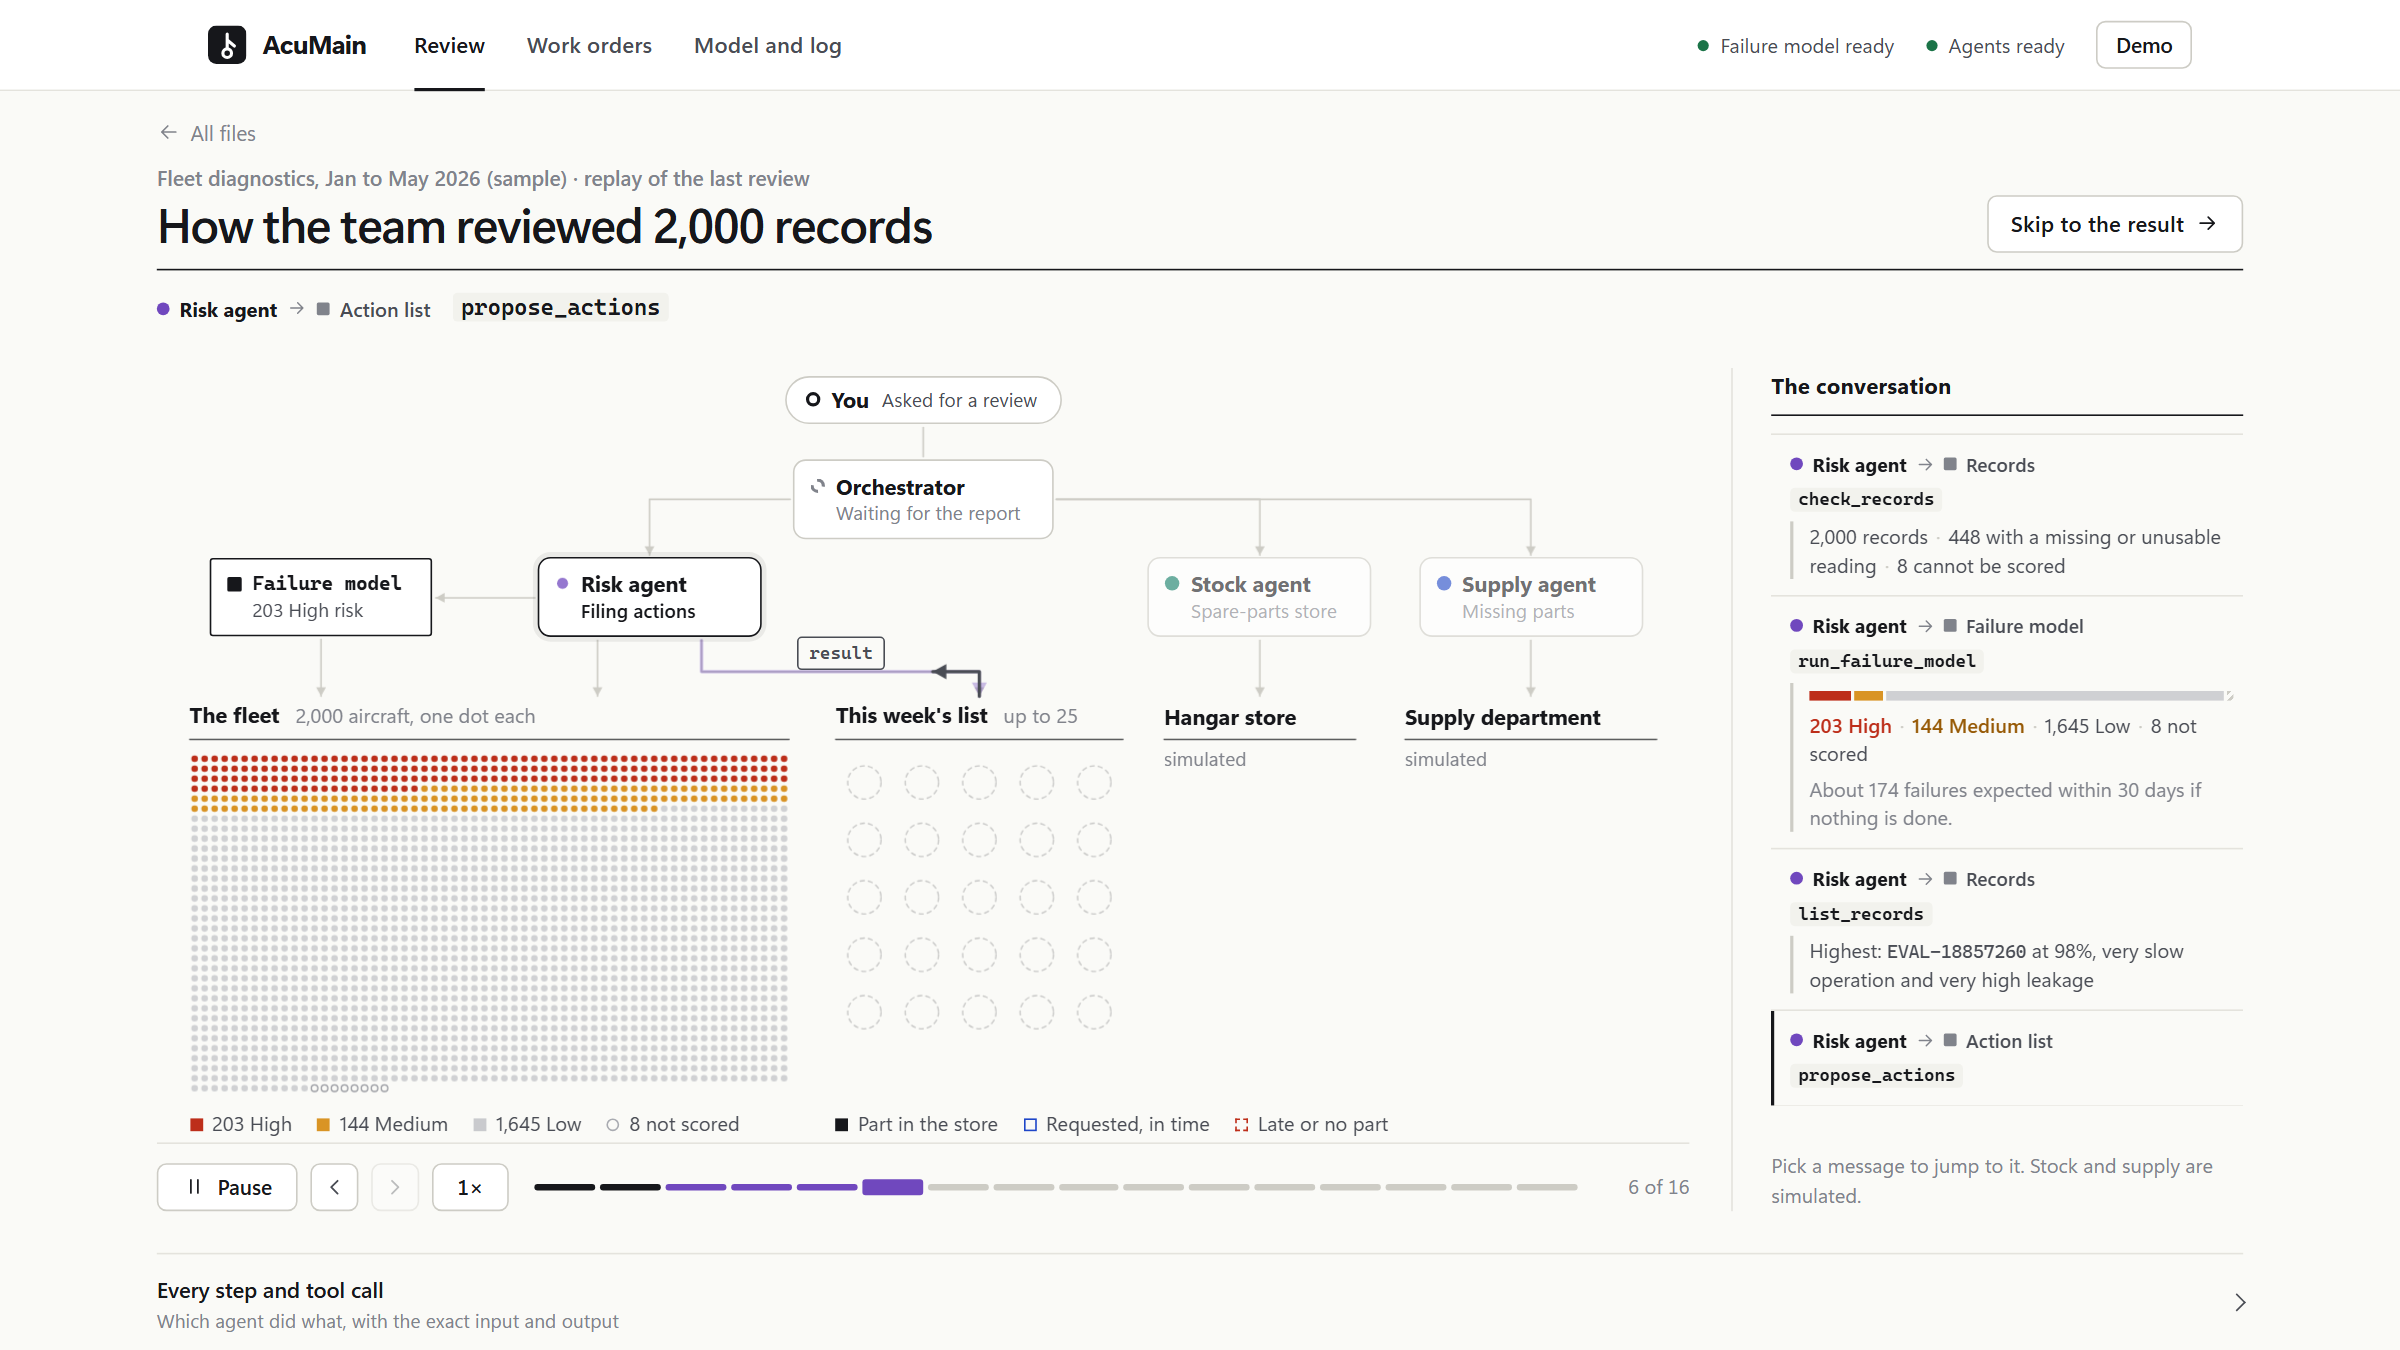 AcuMain
Review
Work orders
Model and log
Failure model ready
Agents ready
Demo
← All files
Fleet diagnostics, Jan to May 2026 (sample) · replay of the last review
How the team reviewed 2,000 records
Skip to the result →
Risk agent → Action list propose_actions
You Asked for a review
Orchestrator
Waiting for the report
Failure model
203 High risk
Risk agent
Filing actions
Stock agent
Spare-parts store
Supply agent
Missing parts
result
The fleet 2,000 aircraft, one dot each
This week's list up to 25
Hangar store
simulated
Supply department
simulated
203 High
144 Medium
1,645 Low
8 not scored
Part in the store
Requested, in time
Late or no part
Pause
1×
6 of 16
The conversation
Risk agent → Records
check_records
2,000 records · 448 with a missing or unusable
reading · 8 cannot be scored
Risk agent → Failure model
run_failure_model
203 High · 144 Medium · 1,645 Low · 8 not
scored
About 174 failures expected within 30 days if
nothing is done.
Risk agent → Records
list_records
Highest: EVAL-18857260 at 98%, very slow
operation and very high leakage
Risk agent → Action list
propose_actions
Pick a message to jump to it. Stock and supply are
simulated.
Every step and tool call
Which agent did what, with the exact input and output